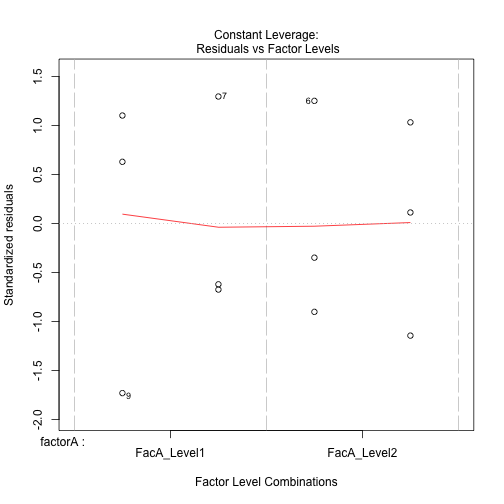 Constant Leverage:
Residuals vs Factor Levels
Standardized residuals
1.5
1.0
0.5
0.0
-0.5
-1.0
-1.5
-2.0
7
6
9
factorA :
FacA_Level1
FacA_Level2
Factor Level Combinations